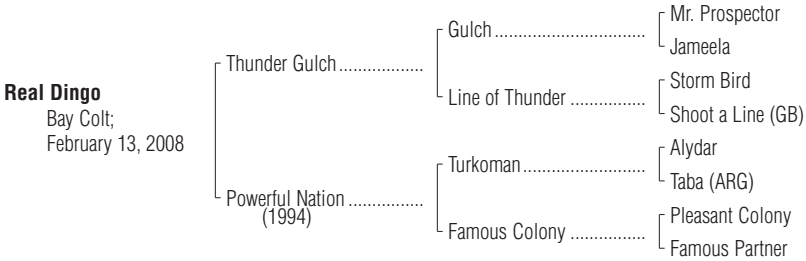 Real Dingo
Bay Colt;
February 13, 2008
Thunder Gulch..................
Powerful Nation................
(1994)
Gulch................................
Line of Thunder ................
Turkoman..........................
Famous Colony ................
Mr. Prospector
Jameela
Storm Bird
Shoot a Line (GB)
Alydar
Taba (ARG)
Pleasant Colony
Famous Partner